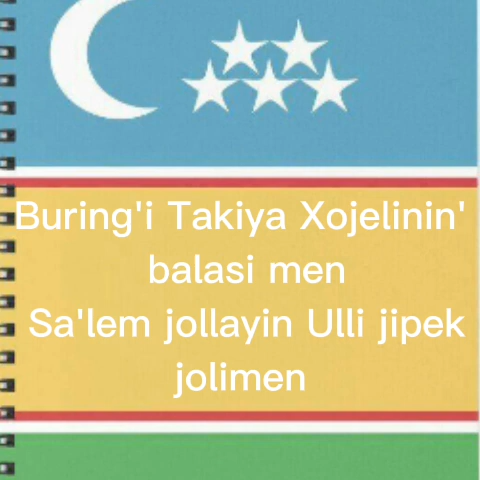 Buring'i Takiya Xojelinin'
balasi men
Sa'lem jollayin Ulli jipek
jolimen